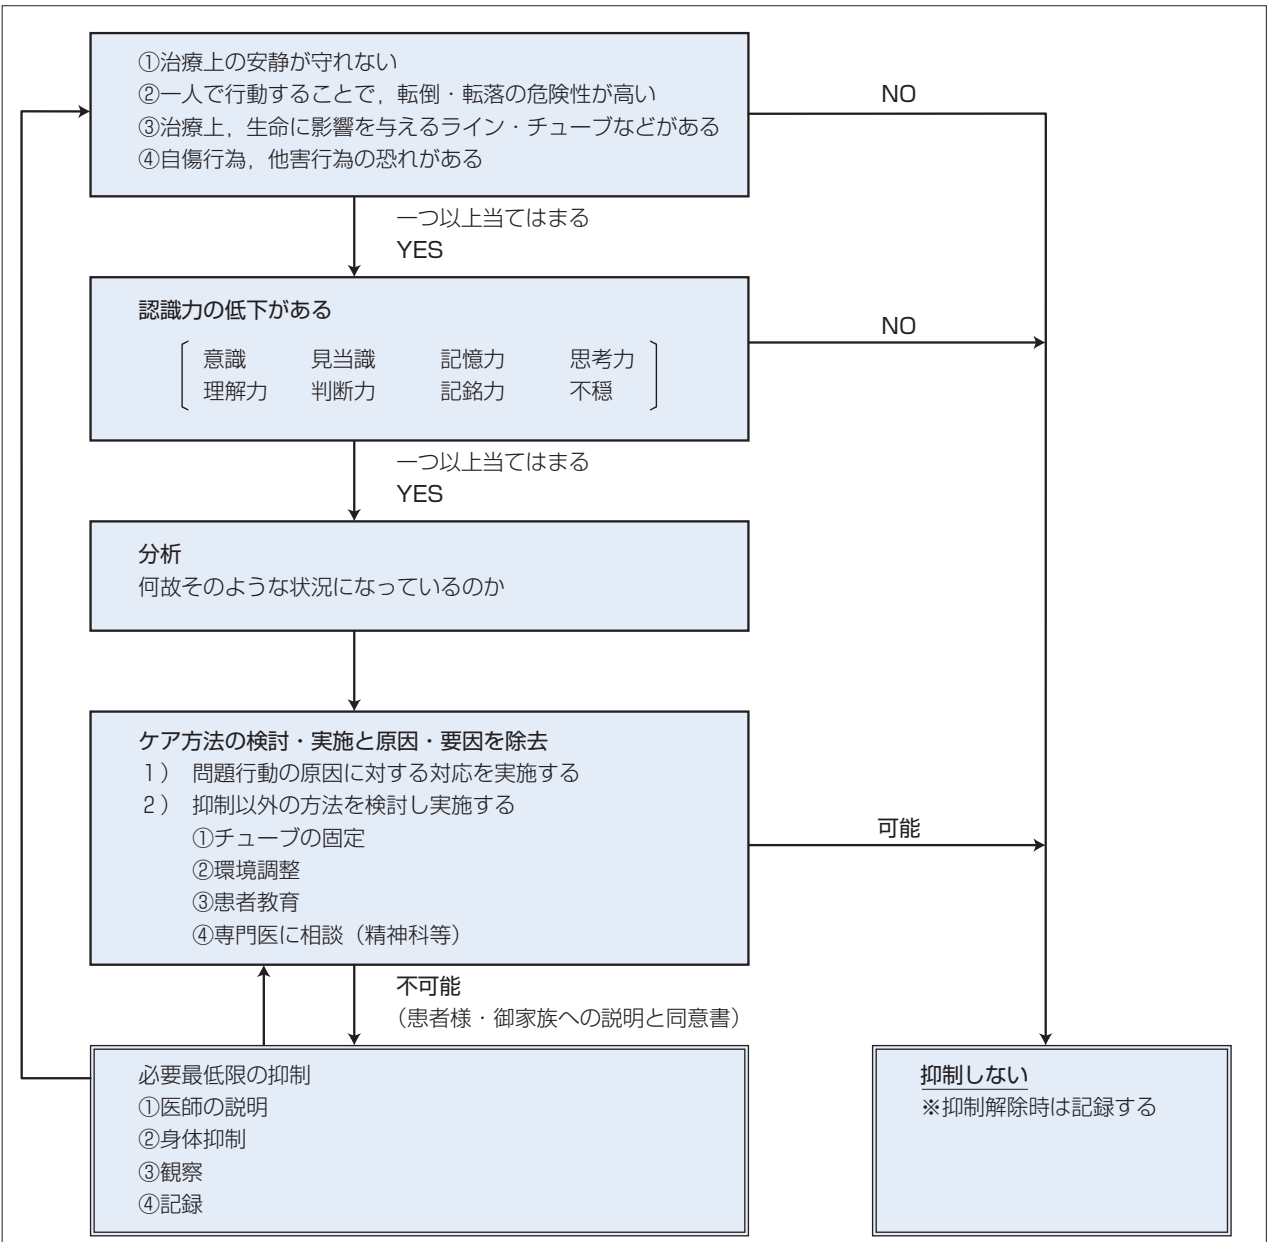 ①治療上の安静が守れない
②一人で行動することで，転倒・転落の危険性が高い
③治療上，生命に影響を与えるライン・チューブなどがある
④自傷行為，他害行為の恐れがある
NO
一つ以上当てはまる
YES
認識力の低下がある
意識 見当識 記憶力 思考力
理解力 判断力 記銘力 不穏
NO
一つ以上当てはまる
YES
分析
何故そのような状況になっているのか
ケア方法の検討・実施と原因・要因を除去
1） 問題行動の原因に対する対応を実施する
2） 抑制以外の方法を検討し実施する
①チューブの固定
②環境調整
③患者教育
④専門医に相談（精神科等）
可能
不可能
（患者様・御家族への説明と同意書）
必要最低限の抑制
①医師の説明
②身体抑制
③観察
④記録
抑制しない
※抑制解除時は記録する